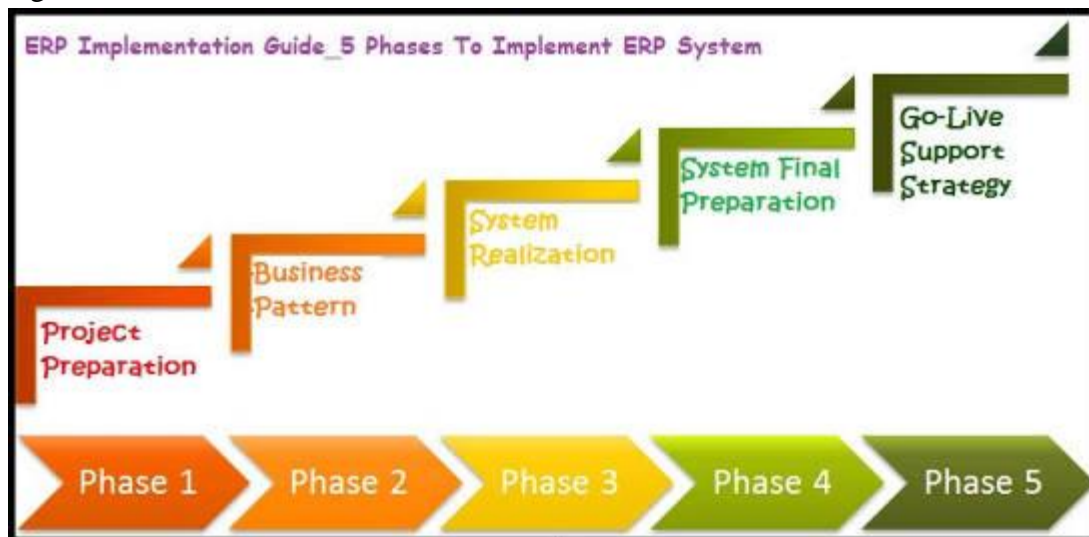 ERP Implementation Guide_5 Phases To Implement ERP System
Go-Live
Support
Strategy
System Final
Preparation
System
Realization
Business
Pattern
Project
Preparation
Phase 1
Phase 2
Phase 3
Phase 4
Phase 5